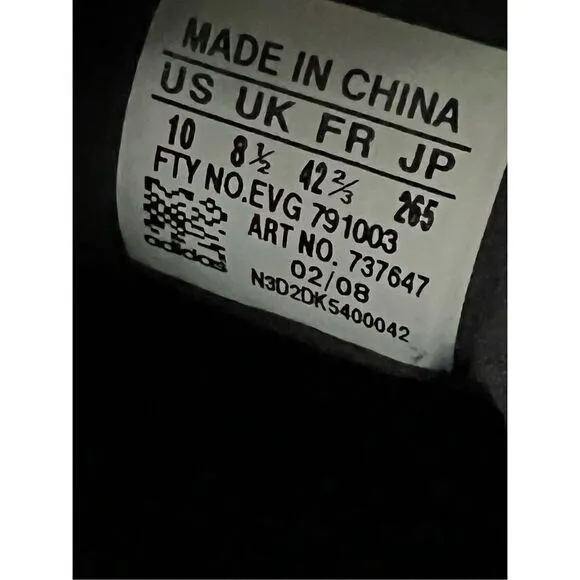 MADE IN CHINA
US UK FR JP
10 8½ 42⅔ 265
FTY NO.EVG 791003
ART NO. 737647
02/08
N3D2DK5400042
adidas